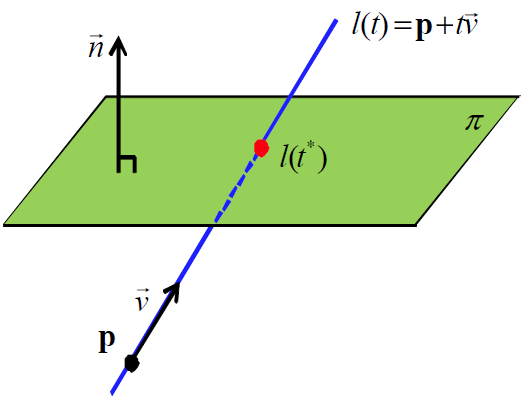 l(t) = p + tv⃗
n⃗
π
l(t*)
v⃗
p